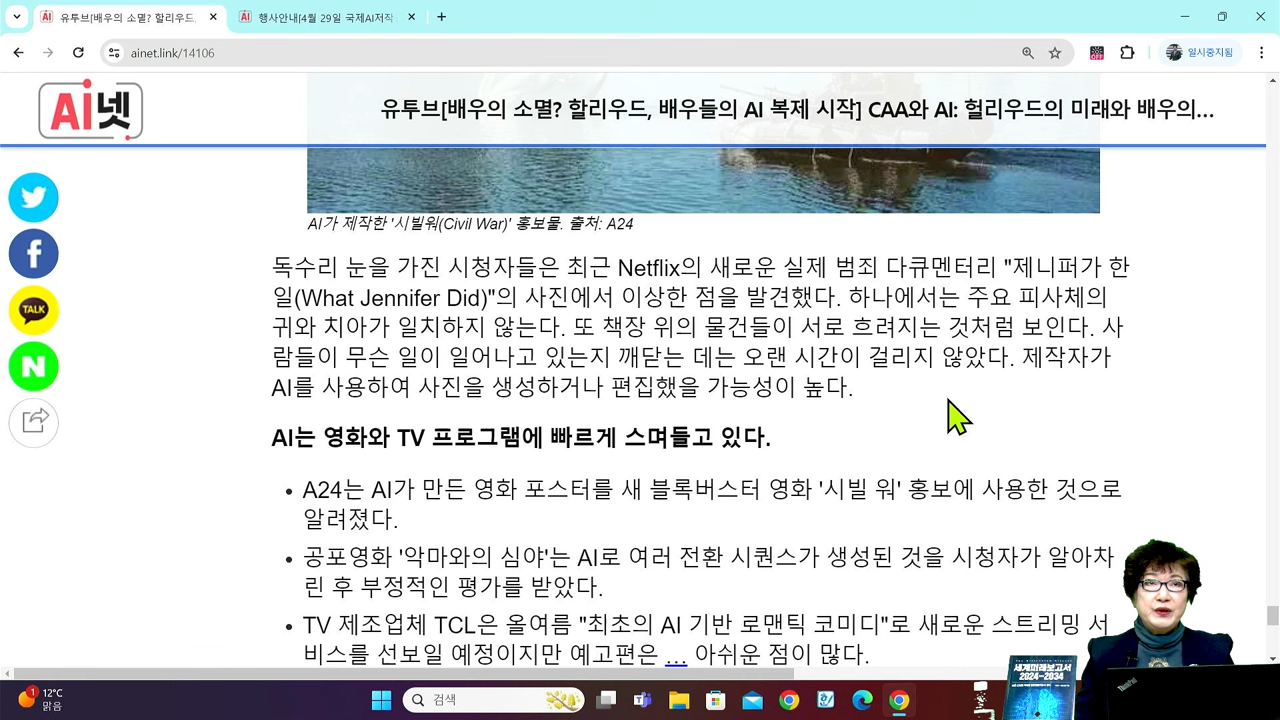 유투브[배우의 소멸? 할리우드,
행사안내[4월 29일 국제AI저작
ainet.link/14106
OFF
일시중지됨
Ai넷
유투브[배우의 소멸? 할리우드, 배우들의 AI 복제 시작] CAA와 AI: 헐리우드의 미래와 배우의...
AI가 제작한 '시빌워(Civil War)' 홍보물. 출처: A24
독수리 눈을 가진 시청자들은 최근 Netflix의 새로운 실제 범죄 다큐멘터리 "제니퍼가 한
일(What Jennifer Did)"의 사진에서 이상한 점을 발견했다. 하나에서는 주요 피사체의
귀와 치아가 일치하지 않는다. 또 책장 위의 물건들이 서로 흐려지는 것처럼 보인다. 사
람들이 무슨 일이 일어나고 있는지 깨닫는 데는 오랜 시간이 걸리지 않았다. 제작자가
AI를 사용하여 사진을 생성하거나 편집했을 가능성이 높다.
AI는 영화와 TV 프로그램에 빠르게 스며들고 있다.
• A24는 AI가 만든 영화 포스터를 새 블록버스터 영화 '시빌 워' 홍보에 사용한 것으로
알려졌다.
• 공포영화 '악마와의 심야'는 AI로 여러 전환 시퀀스가 생성된 것을 시청자가 알아차
린 후 부정적인 평가를 받았다.
• TV 제조업체 TCL은 올여름 "최초의 AI 기반 로맨틱 코미디"로 새로운 스트리밍 서
비스를 선보일 예정이지만 예고편은 ... 아쉬운 점이 많다.
TALK
N
세계미래보고서
2024-2034
ThinkPad
1
12°C
맑음
검색